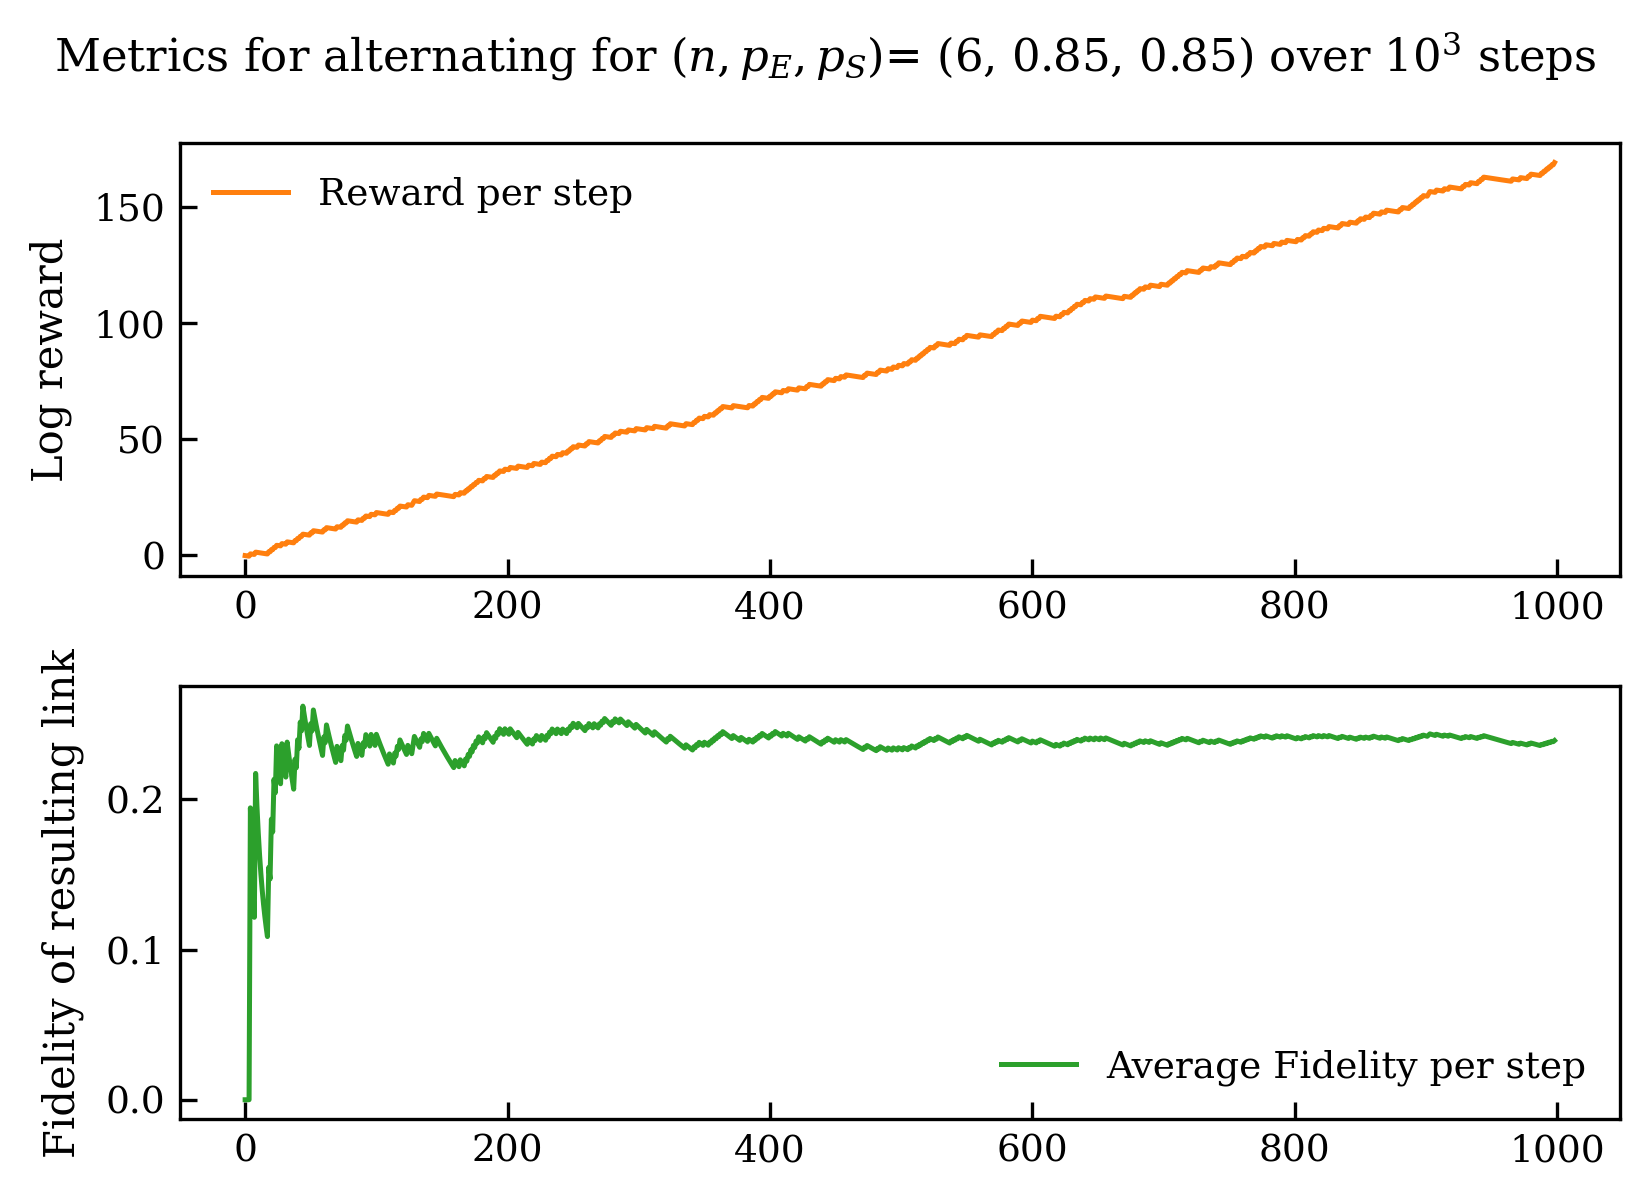 Metrics for alternating for (n, p_E, p_S)= (6, 0.85, 0.85) over 10³ steps
Log reward
150
100
50
0
Reward per step
0 200 400 600 800 1000
Fidelity of resulting link
0.2
0.1
0.0
Average Fidelity per step
0 200 400 600 800 1000